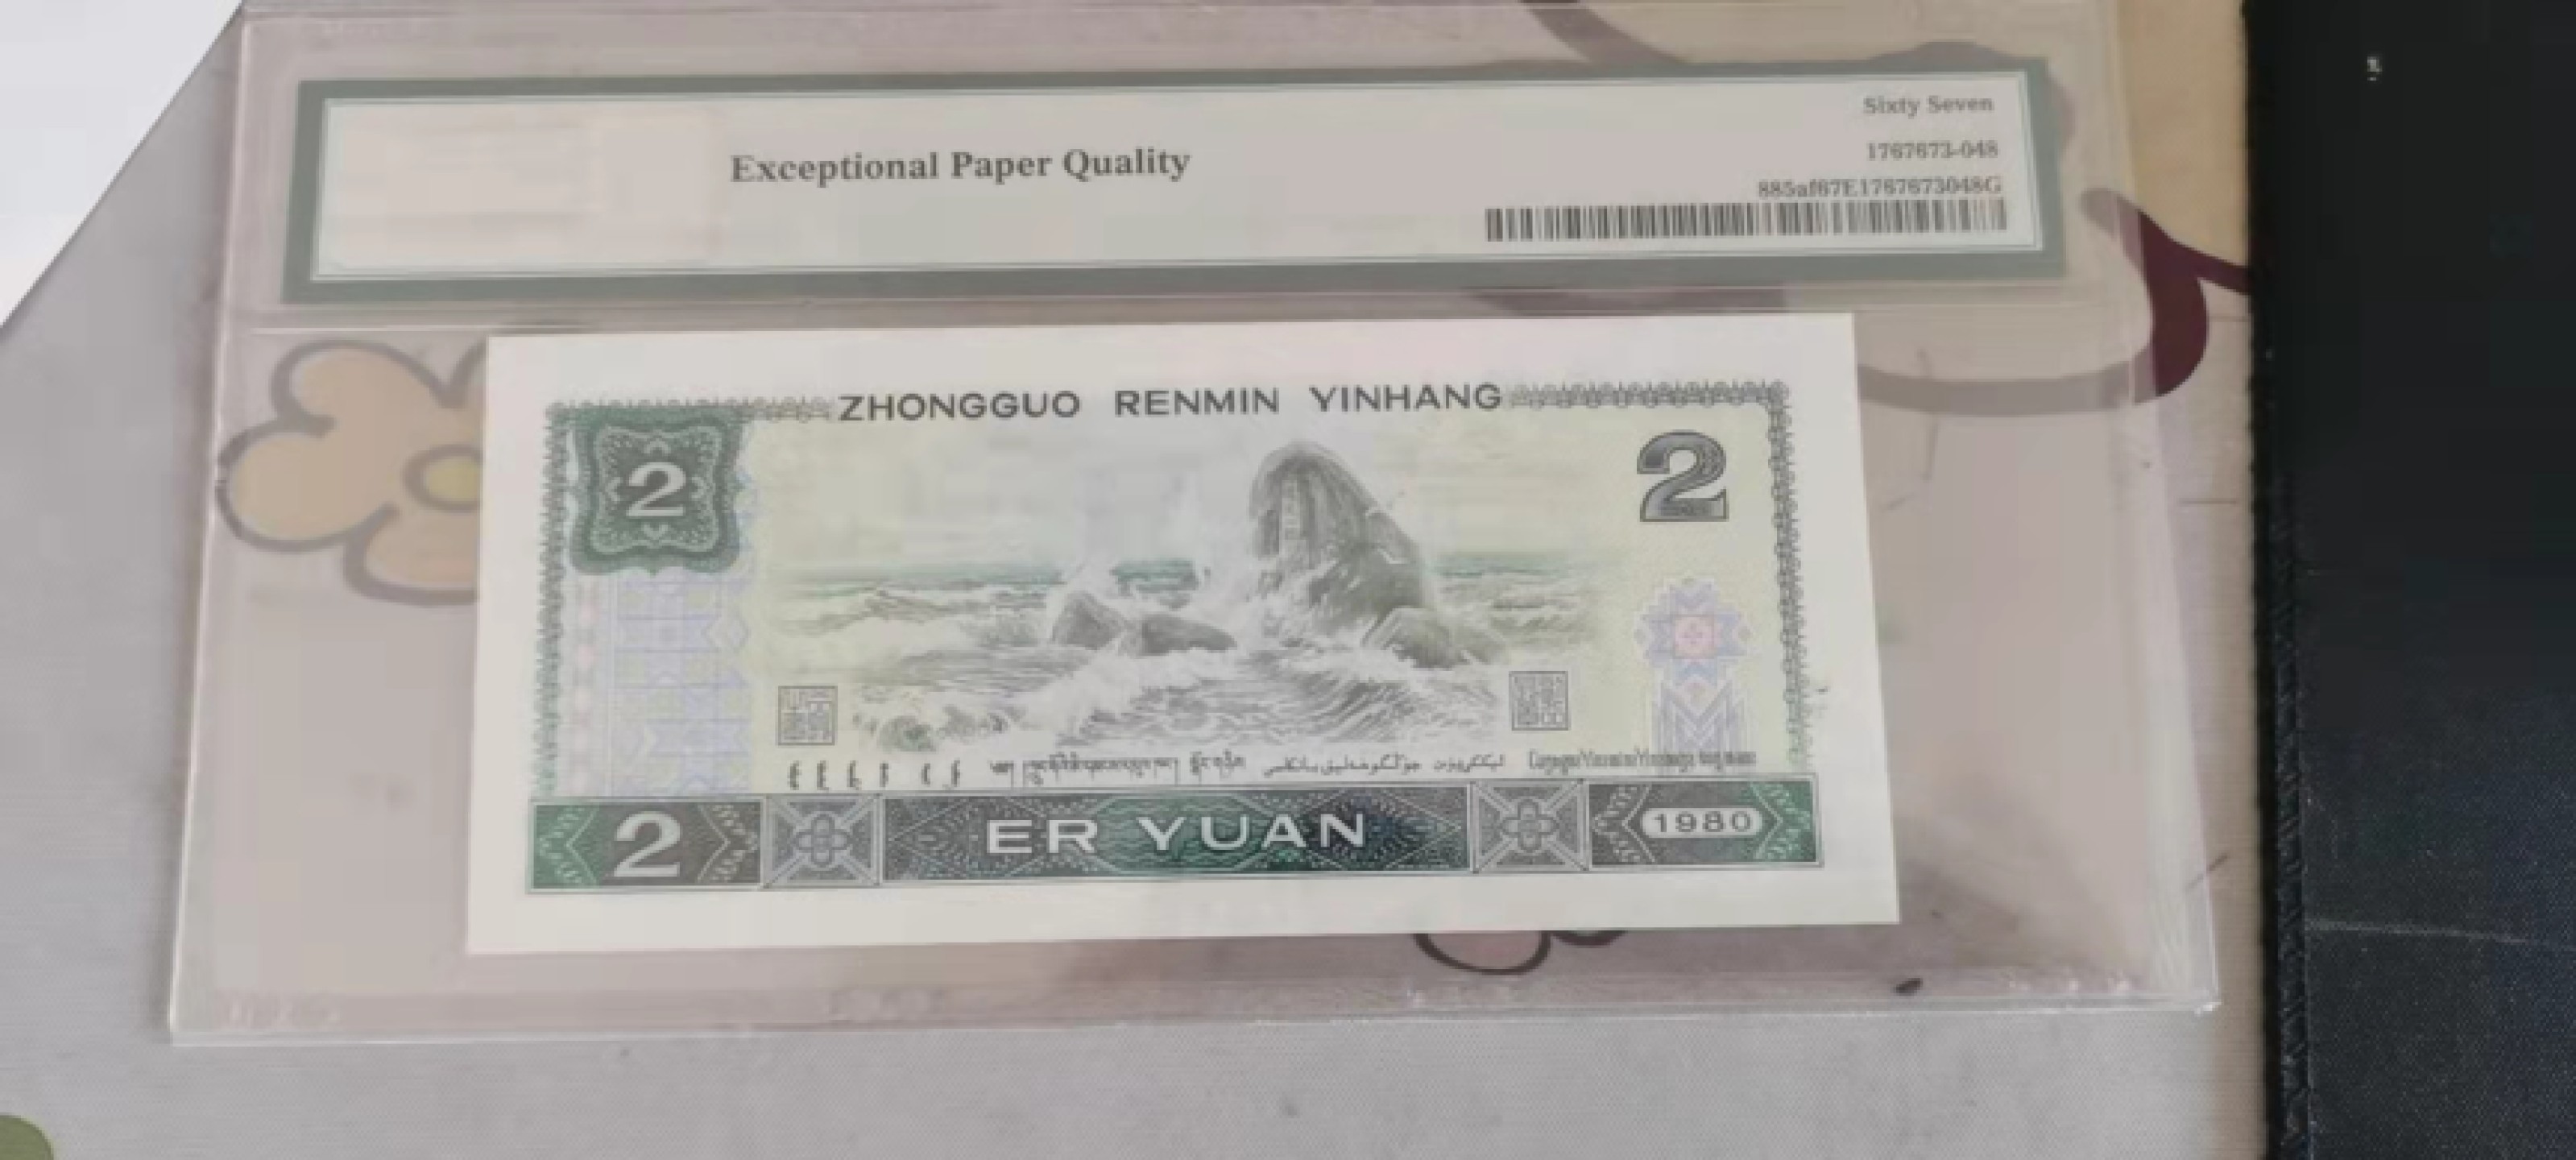 Sixty Seven
1767673-048
Exceptional Paper Quality
885af67E1767673048G
ZHONGGUO RENMIN YINHANG
2
2
2 ER YUAN 1980